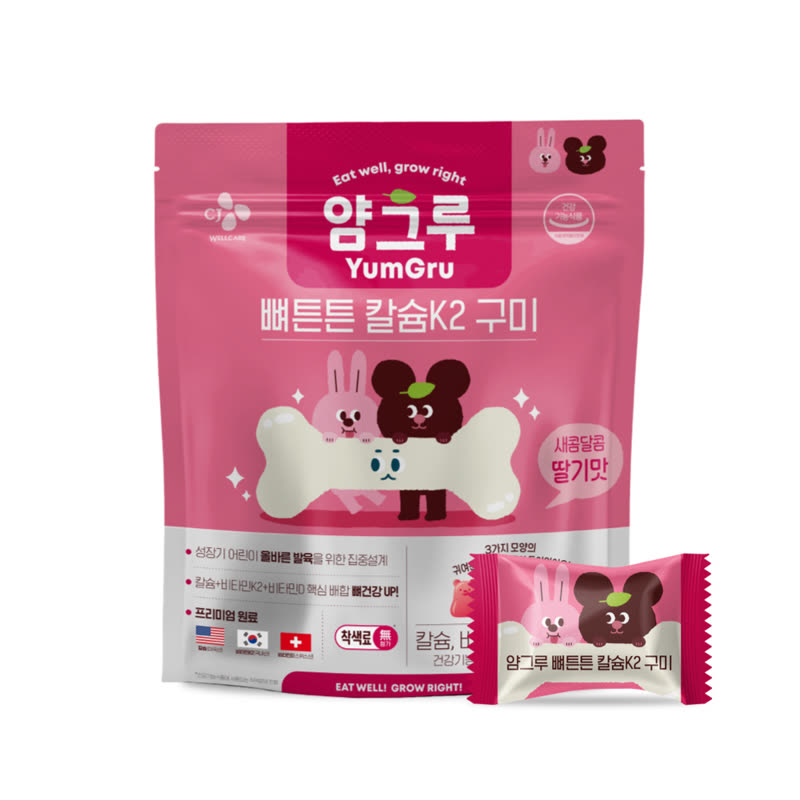 Eat well, grow right
얌그루
YumGru
CJ
WELLCARE
건강
기능식품
뼈튼튼 칼슘K2 구미
새콤달콤
딸기맛
• 성장기 어린이 올바른 발육을 위한 집중설계
• 칼슘+비타민K2+비타민D 핵심 배합 뼈건강 UP!
• 프리미엄 원료
착색료 無
첨가
3가지 모양의
칼슘,
EAT WELL! GROW RIGHT!
얌그루 뼈튼튼 칼슘K2 구미